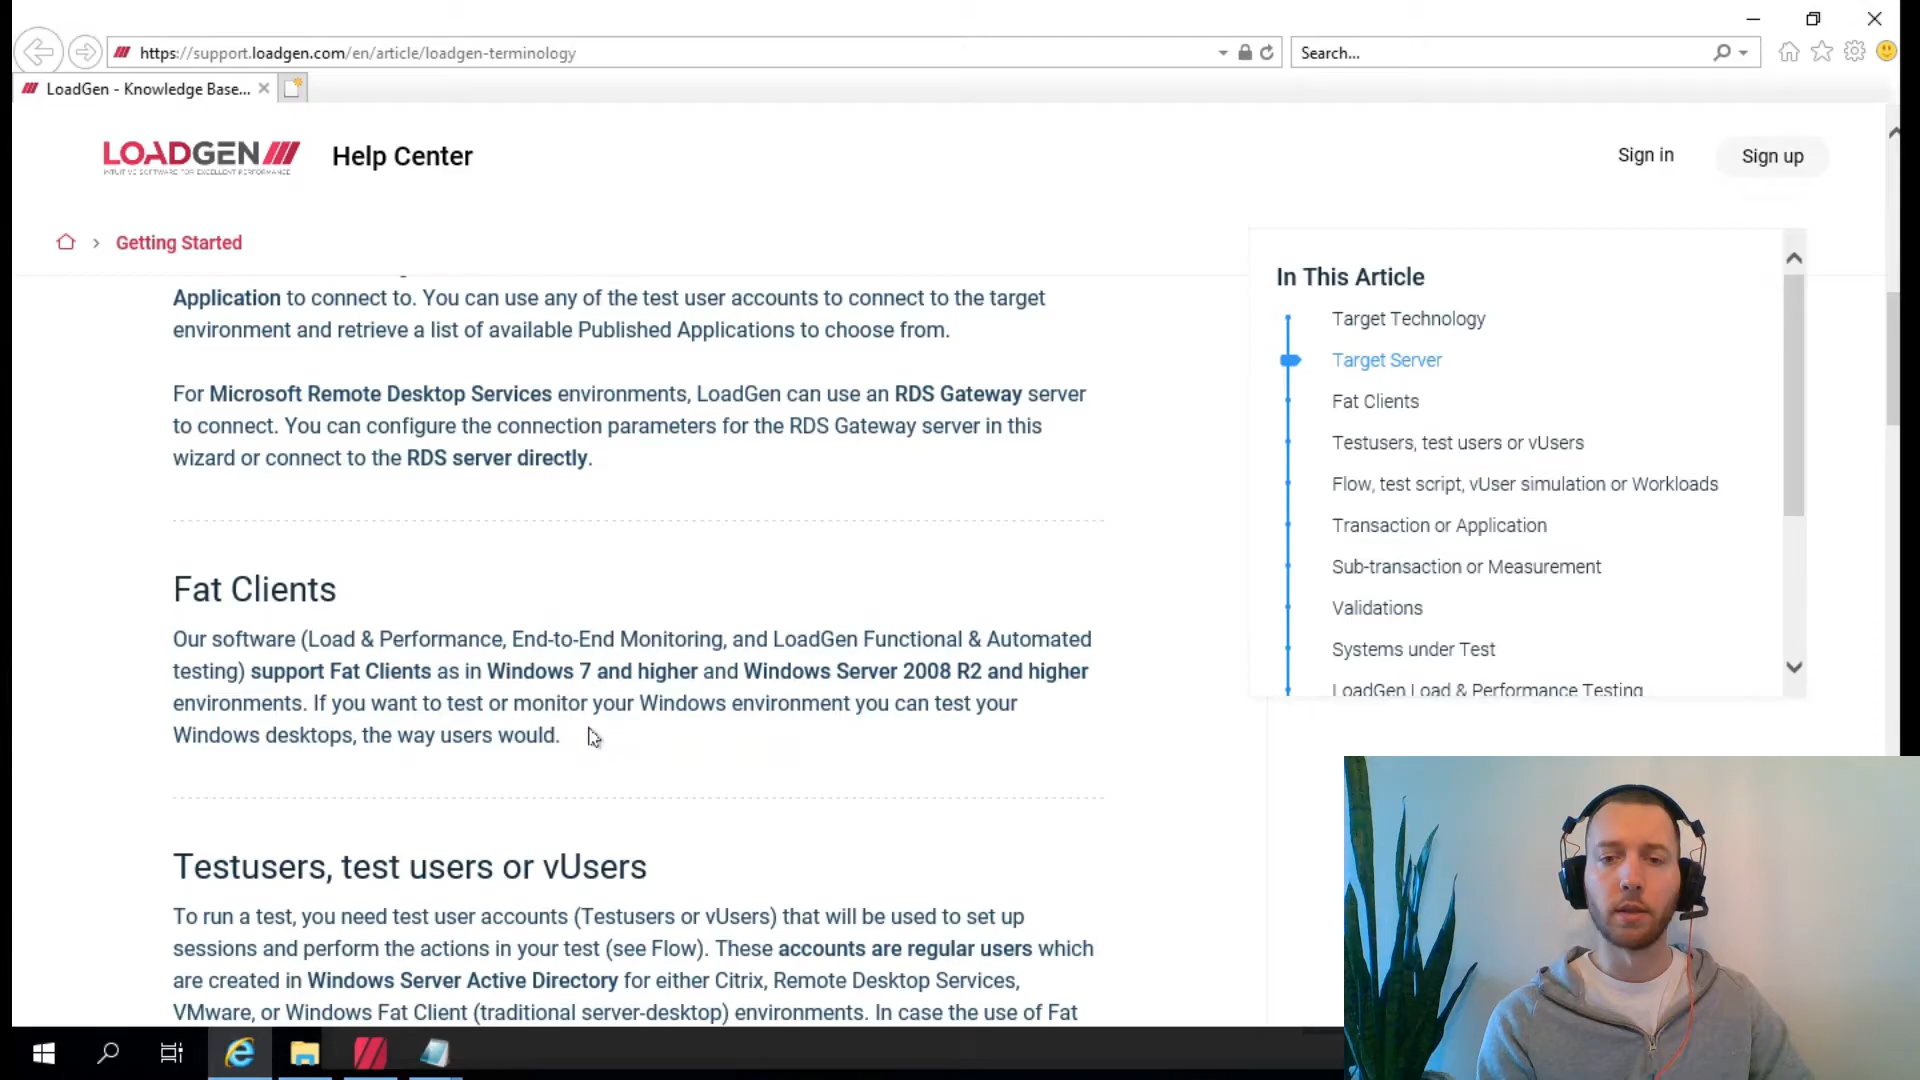 https://support.loadgen.com/en/article/loadgen-terminology
Search...
LoadGen - Knowledge Base...
LOADGEN
INTUITIVE SOFTWARE FOR EXCELLENT PERFORMANCE
Help Center
Sign in
Sign up
Getting Started
Application to connect to. You can use any of the test user accounts to connect to the target
environment and retrieve a list of available Published Applications to choose from.
For Microsoft Remote Desktop Services environments, LoadGen can use an RDS Gateway server
to connect. You can configure the connection parameters for the RDS Gateway server in this
wizard or connect to the RDS server directly.
Fat Clients
Our software (Load & Performance, End-to-End Monitoring, and LoadGen Functional & Automated
testing) support Fat Clients as in Windows 7 and higher and Windows Server 2008 R2 and higher
environments. If you want to test or monitor your Windows environment you can test your
Windows desktops, the way users would.
Testusers, test users or vUsers
To run a test, you need test user accounts (Testusers or vUsers) that will be used to set up
sessions and perform the actions in your test (see Flow). These accounts are regular users which
are created in Windows Server Active Directory for either Citrix, Remote Desktop Services,
VMware, or Windows Fat Client (traditional server-desktop) environments. In case the use of Fat
In This Article
Target Technology
Target Server
Fat Clients
Testusers, test users or vUsers
Flow, test script, vUser simulation or Workloads
Transaction or Application
Sub-transaction or Measurement
Validations
Systems under Test
LoadGen Load & Performance Testing